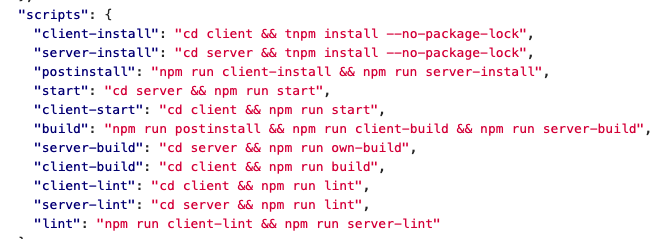 "scripts": {
"client-install": "cd client && tnpm install --no-package-lock",
"server-install": "cd server && tnpm install --no-package-lock",
"postinstall": "npm run client-install && npm run server-install",
"start": "cd server && npm run start",
"client-start": "cd client && npm run start",
"build": "npm run postinstall && npm run client-build && npm run server-build",
"server-build": "cd server && npm run own-build",
"client-build": "cd client && npm run build",
"client-lint": "cd client && npm run lint",
"server-lint": "cd server && npm run lint",
"lint": "npm run client-lint && npm run server-lint"